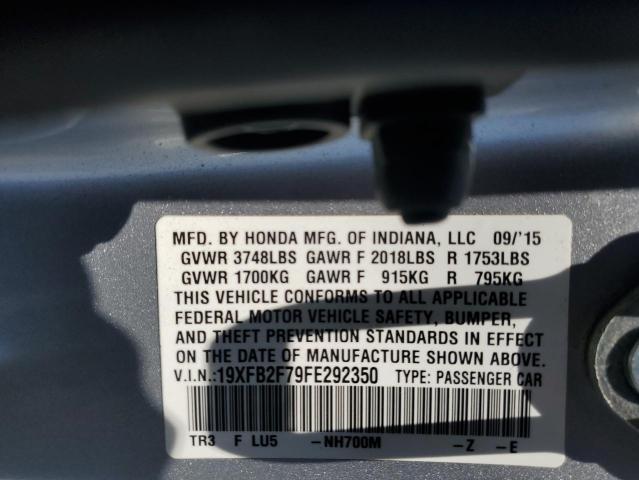 MFD. BY HONDA MFG. OF INDIANA, LLC 09/'15
GVWR 3748LBS GAWR F 2018LBS R 1753LBS
GVWR 1700KG GAWR F 915KG R 795KG
THIS VEHICLE CONFORMS TO ALL APPLICABLE
FEDERAL MOTOR VEHICLE SAFETY, BUMPER,
AND THEFT PREVENTION STANDARDS IN EFFECT
ON THE DATE OF MANUFACTURE SHOWN ABOVE.
V.I.N.:19XFB2F79FE292350 TYPE: PASSENGER CAR
TR3 F LU5 -NH700M -Z -E